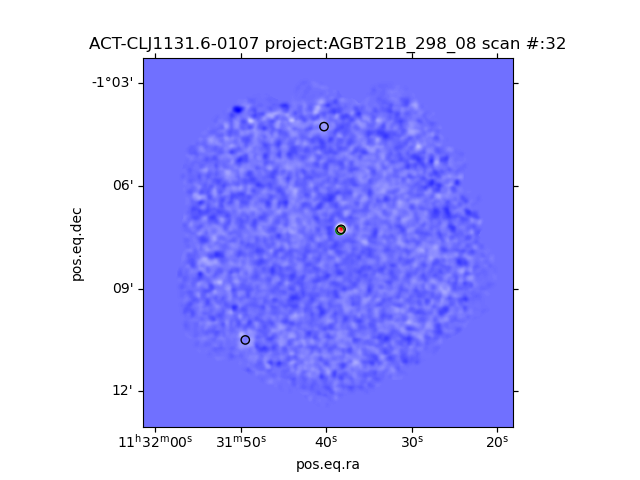 ACT-CLJ1131.6-0107 project:AGBT21B_298_08 scan #:32
-1°03'
06'
09'
12'
pos.eq.dec
11h32m00s 31m50s 40s 30s 20s
pos.eq.ra